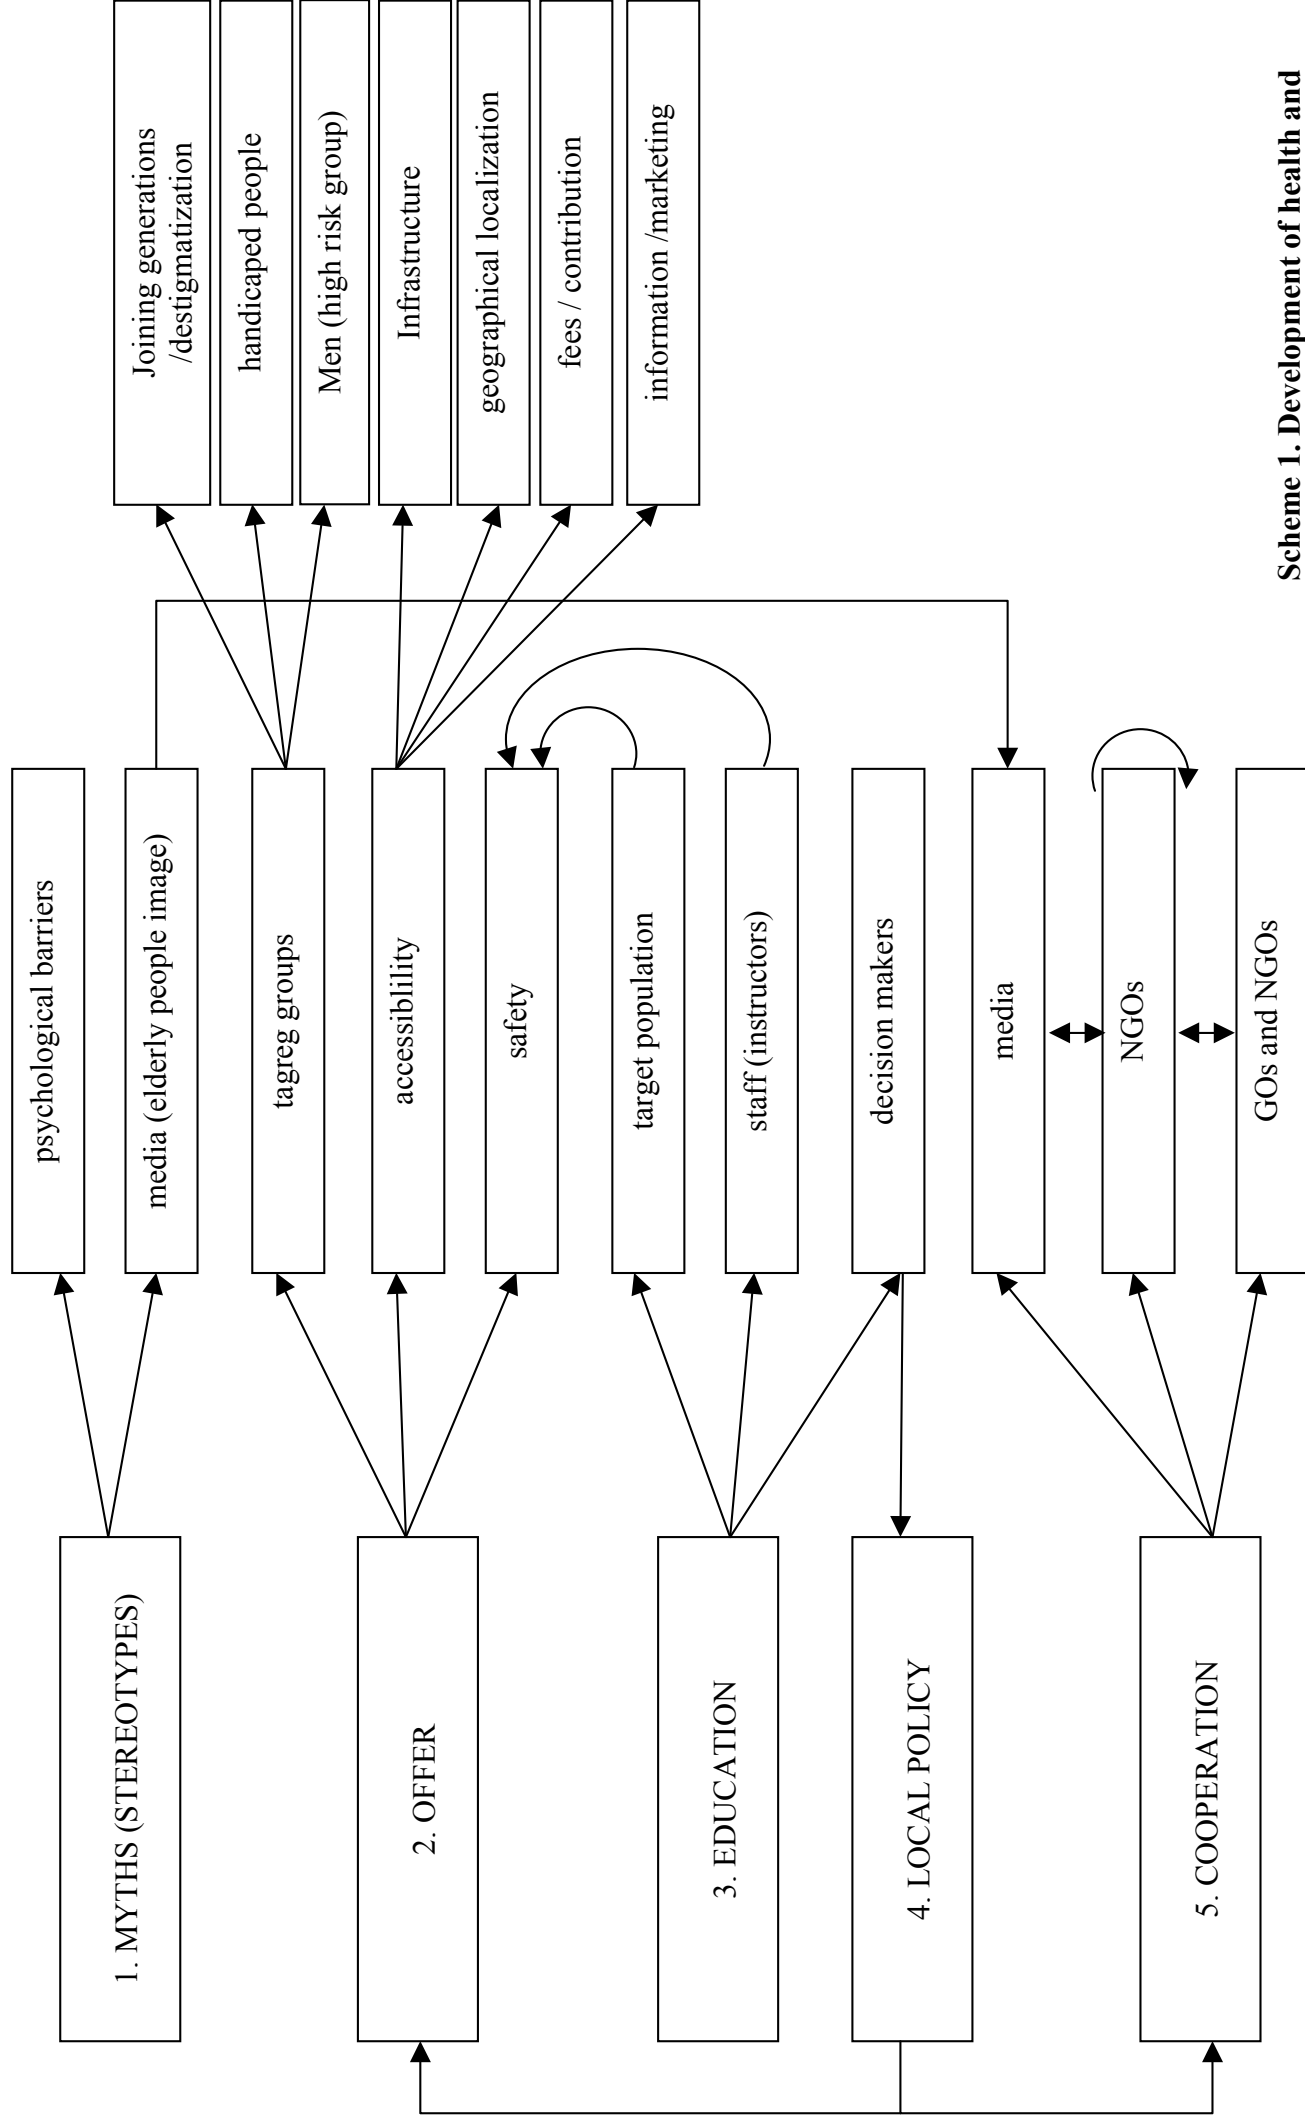 1. MYTHS (STEREOTYPES)
2. OFFER
3. EDUCATION
4. LOCAL POLICY
5. COOPERATION
psychological barriers
media (elderly people image)
tagreg groups
accessiblility
safety
target population
staff (instructors)
decision makers
media
NGOs
GOs and NGOs
Joining generations
/destigmatization
handicaped people
Men (high risk group)
Infrastructure
geographical localization
fees / contribution
information /marketing
Scheme 1. Development of health and